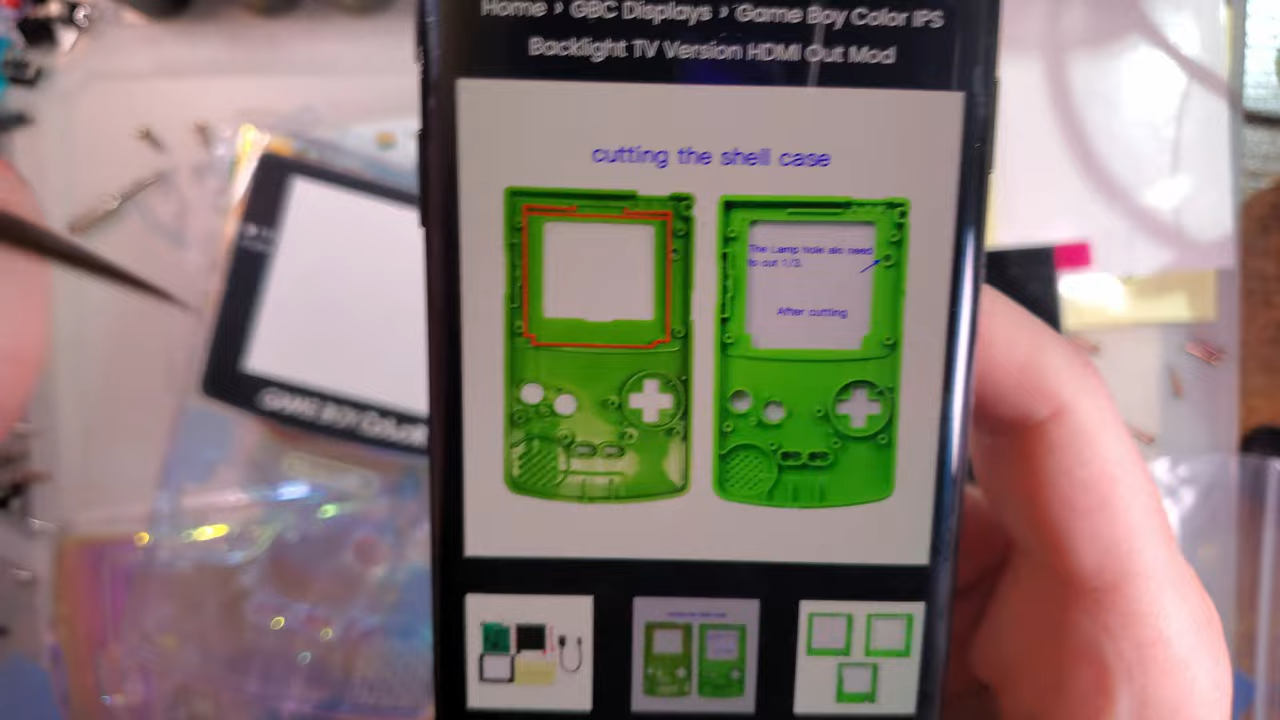 Home › GBC Displays › Game Boy Color IPS
Backlight TV Version HDMI Out Mod
cutting the shell case
The Lamp hole alo need
to cut 1/3.
After cutting
GAME BOY COLOR